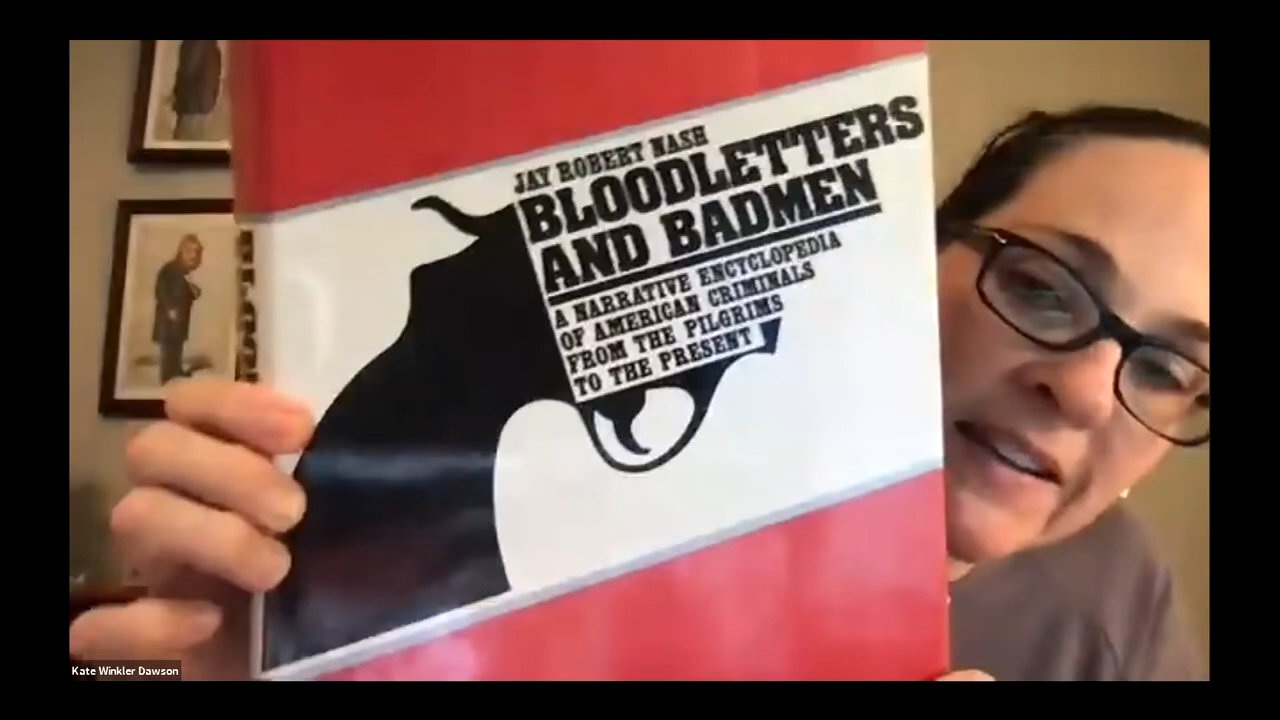 JAY ROBERT NASH
BLOODLETTERS
AND BADMEN
A NARRATIVE ENCYCLOPEDIA
OF AMERICAN CRIMINALS
FROM THE PILGRIMS
TO THE PRESENT
Kate Winkler Dawson